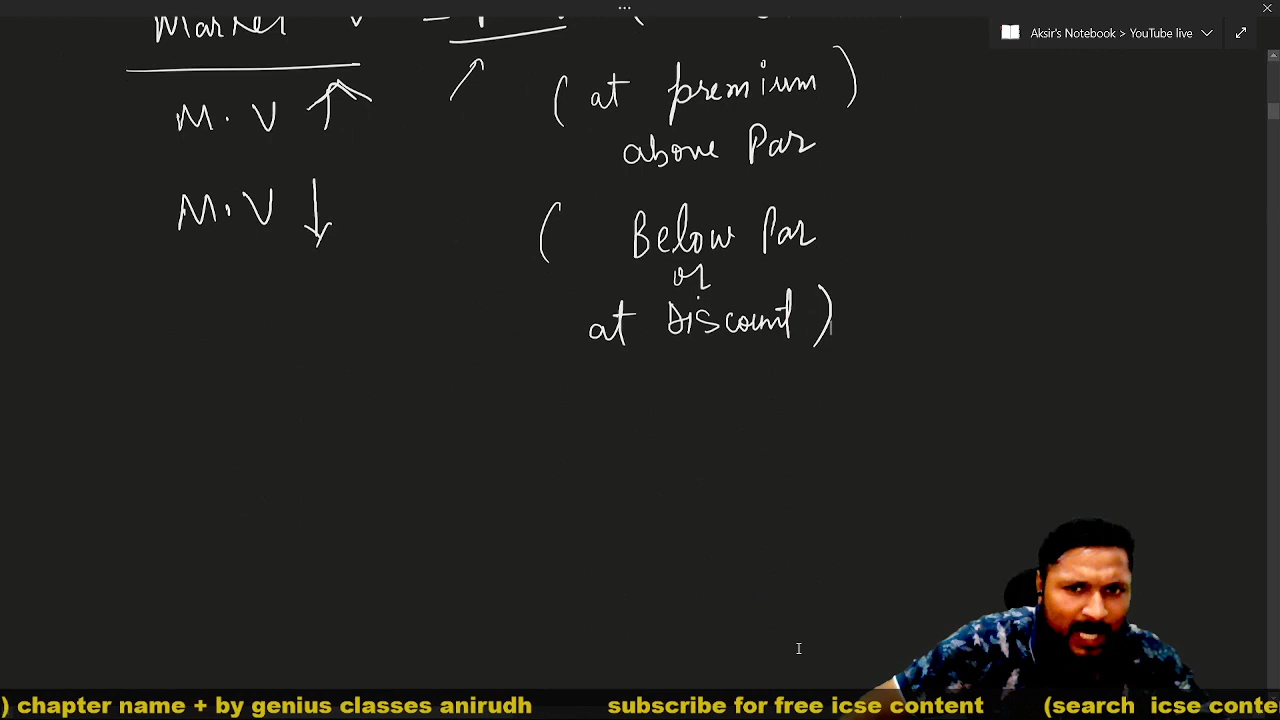 Aksir's Notebook > YouTube live
Market V
M.V ↑ (at premium)
above Par
M.V ↓ ( Below Par
or
at Discount )
) chapter name + by genius classes anirudh subscribe for free icse content (search icse conte